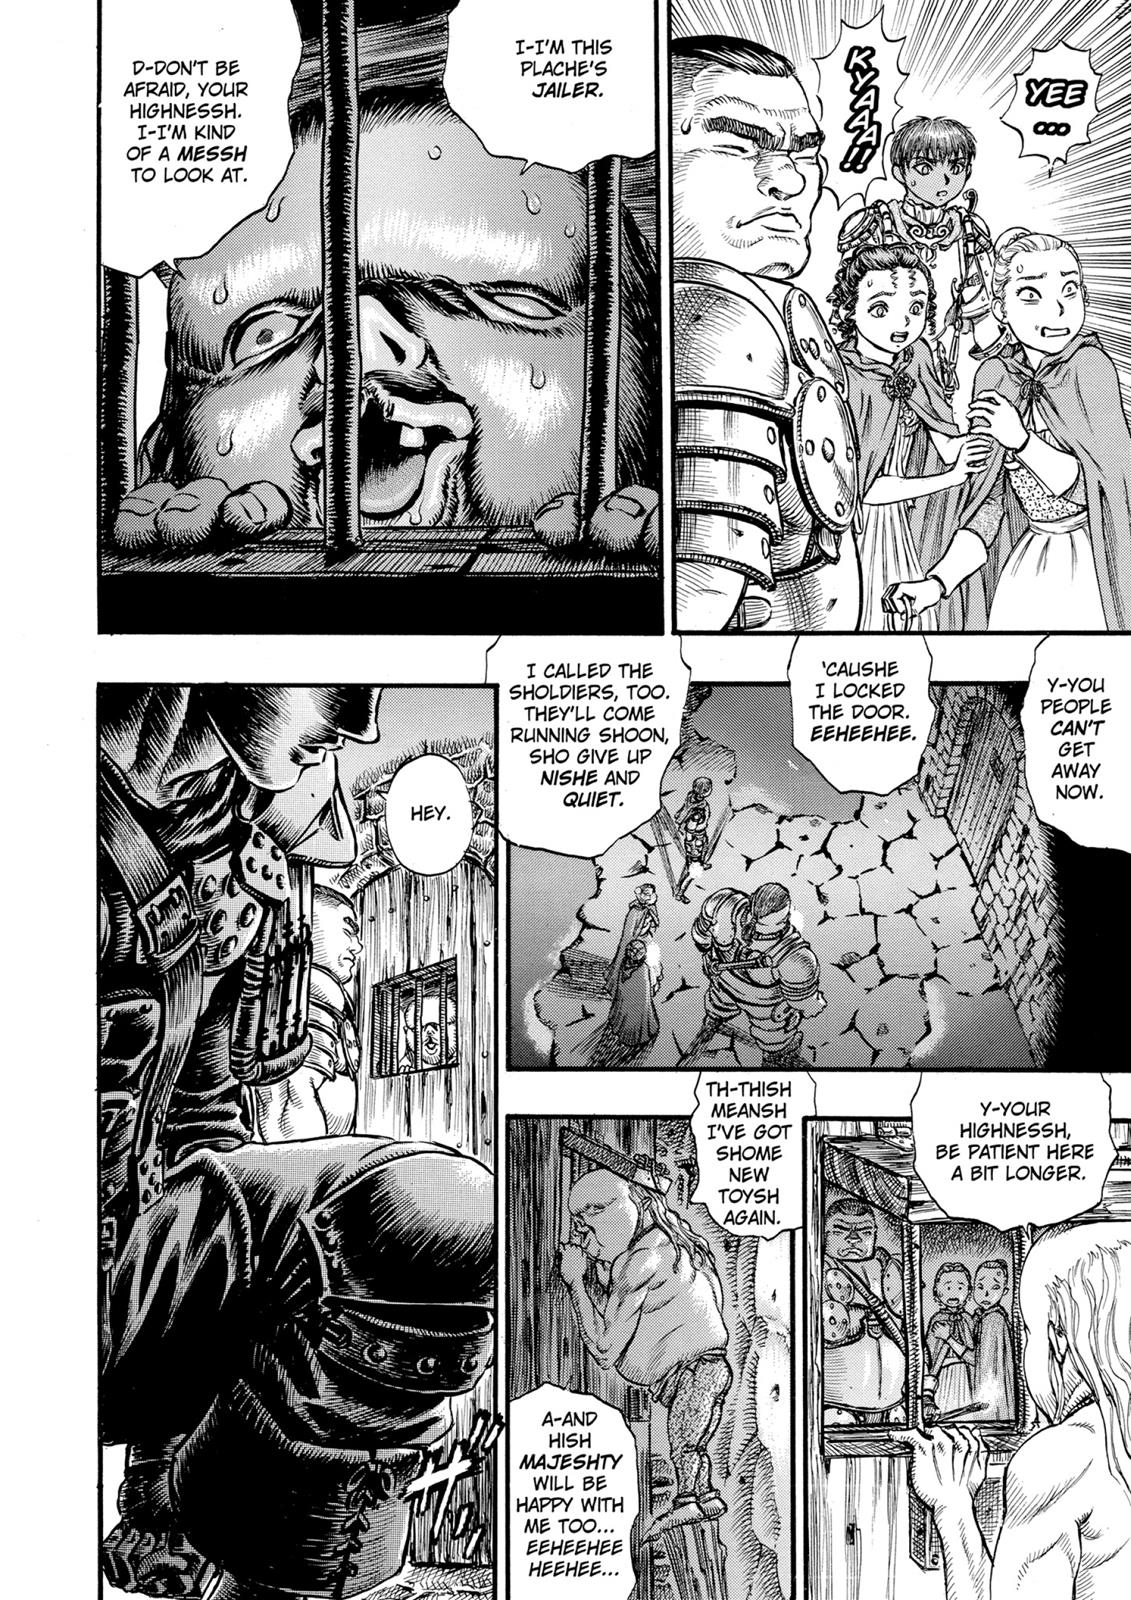 YEE
...
KYAAA!!
I-I'M THIS
PLACHE'S
JAILER.
D-DON'T BE
AFRAID, YOUR
HIGHNESSH.
I-I'M KIND
OF A MESSH
TO LOOK AT.
Y-YOU
PEOPLE
CAN'T
GET
AWAY
NOW.
'CAUSHE
I LOCKED
THE DOOR.
EEHEEHEE.
I CALLED THE
SHOLDIERS, TOO.
THEY'LL COME
RUNNING SHOON,
SHO GIVE UP
NISHE AND
QUIET.
Y-YOUR
HIGHNESSH,
BE PATIENT HERE
A BIT LONGER.
TH-THISH
MEANSH
I'VE GOT
SHOME
NEW
TOYSH
AGAIN.
A-AND
HISH
MAJESHTY
WILL BE
HAPPY WITH
ME TOO...
EEHEEHEE
HEEHEE...
HEY.